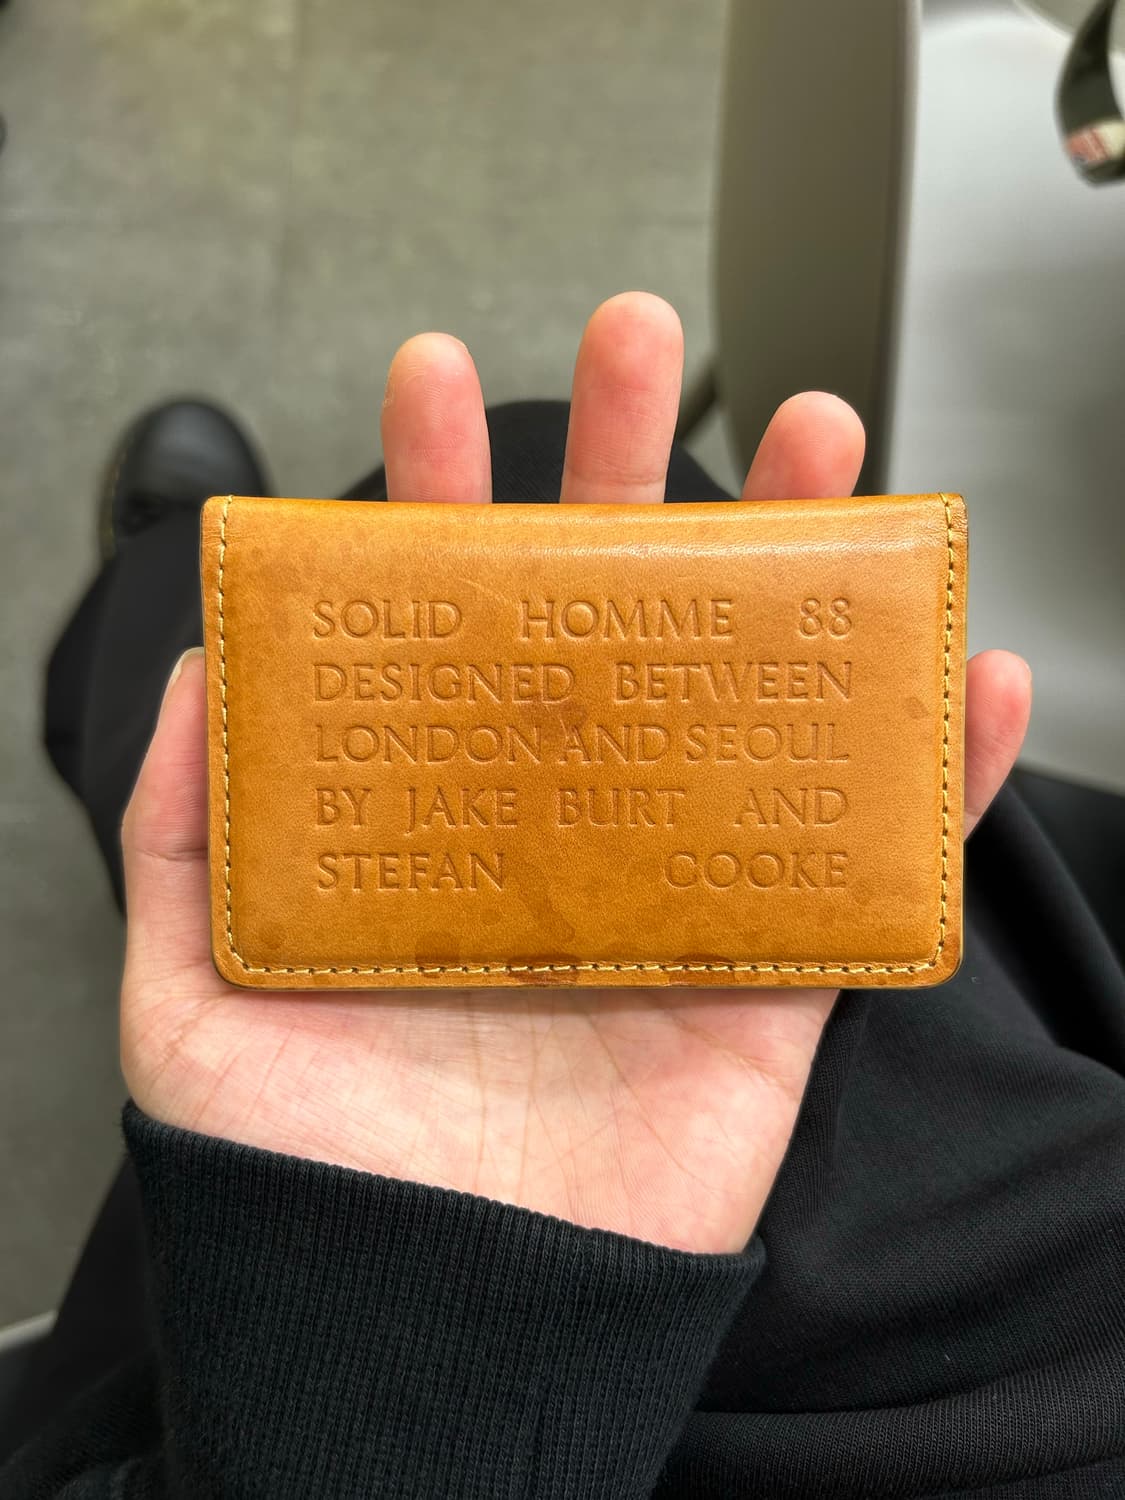 SOLID HOMME 88
DESIGNED BETWEEN
LONDON AND SEOUL
BY JAKE BURT AND
STEFAN COOKE